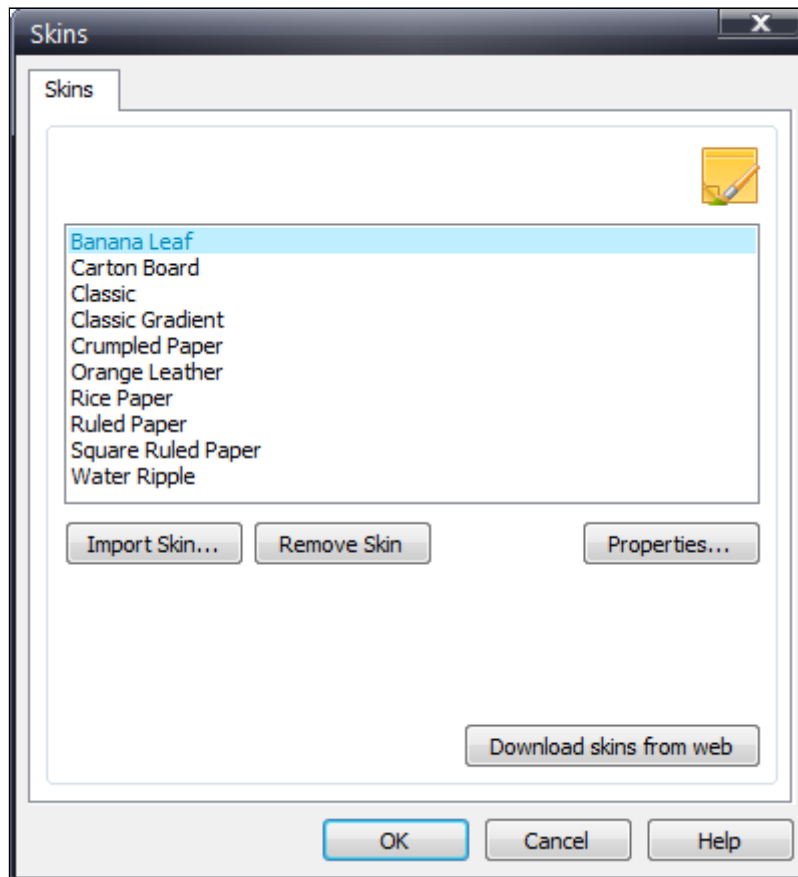 Skins
Skins
Banana Leaf
Carton Board
Classic
Classic Gradient
Crumpled Paper
Orange Leather
Rice Paper
Ruled Paper
Square Ruled Paper
Water Ripple
Import Skin... Remove Skin Properties...
Download skins from web
OK Cancel Help